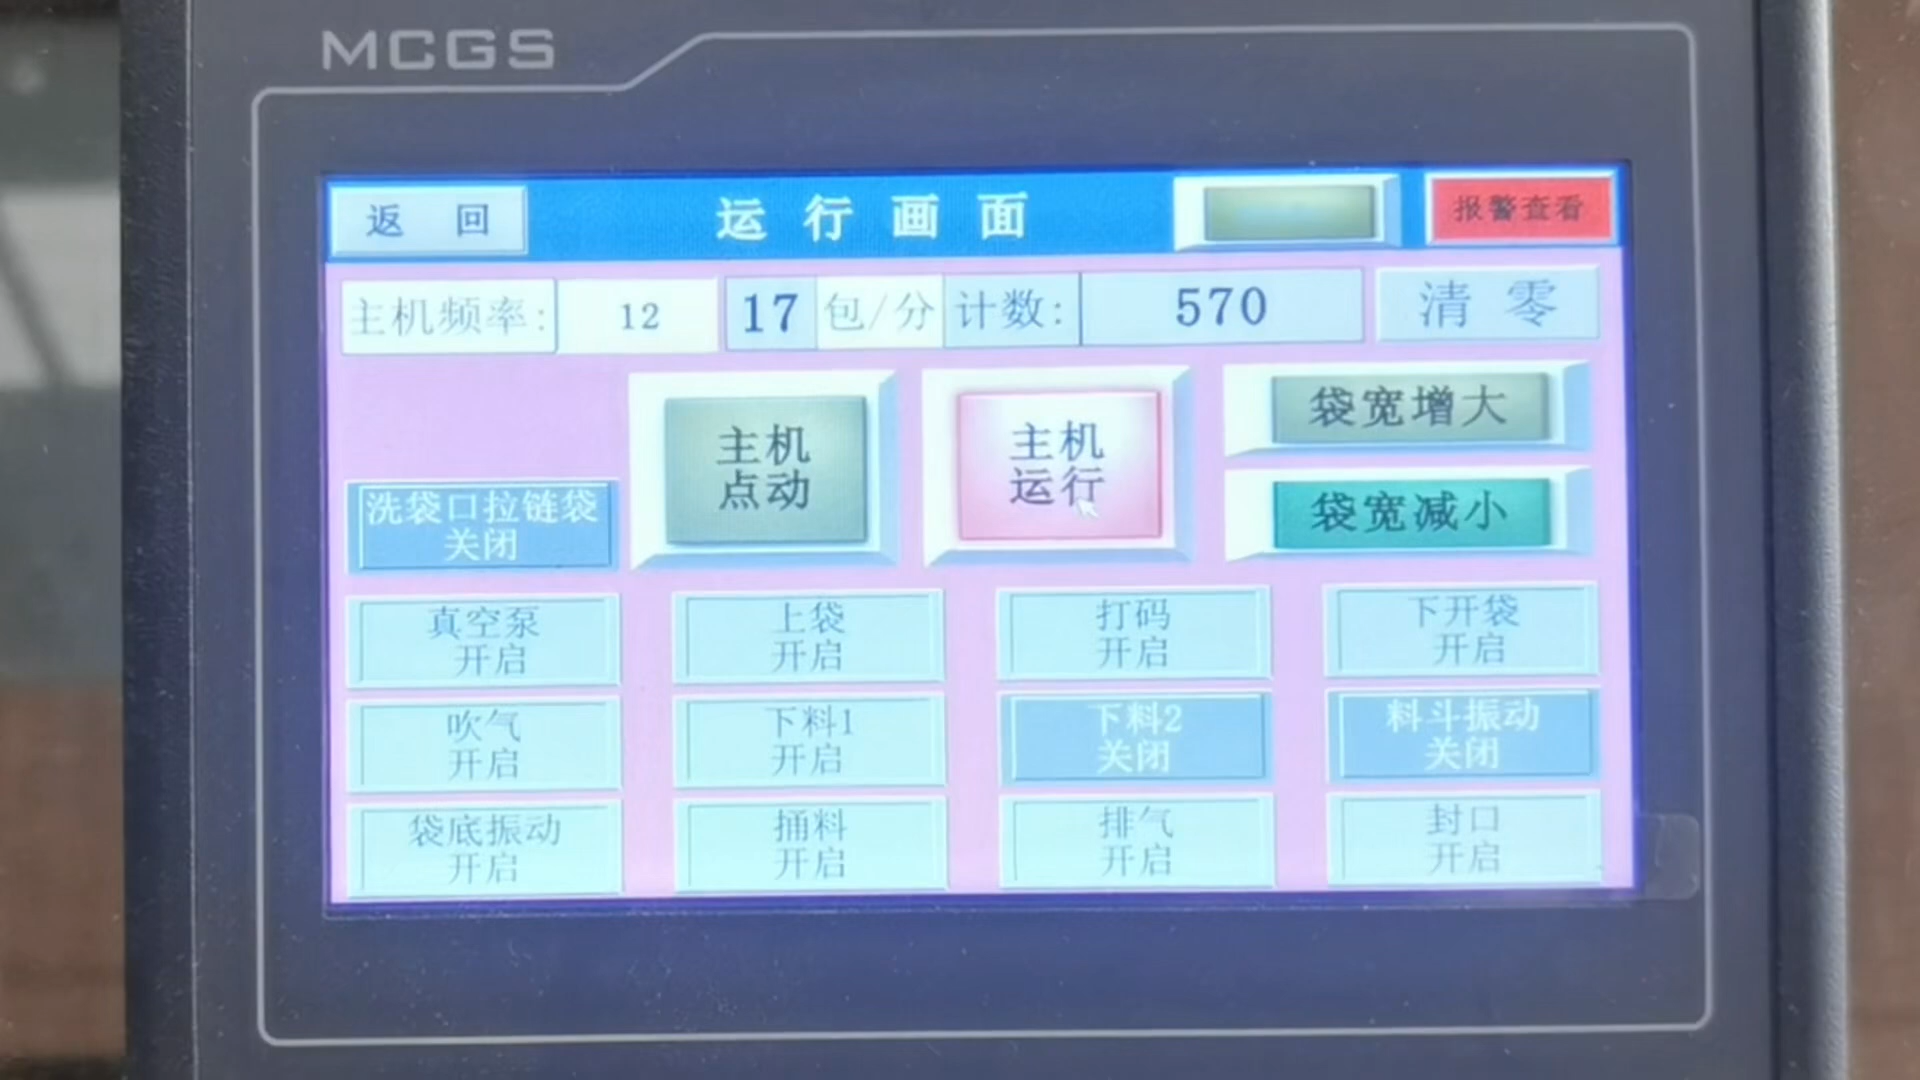 MCGS
返 回
运行画面
报警查看
主机频率:
12
17
包/分
计数:
570
清 零
主机
点动
主机
运行
袋宽增大
袋宽减小
洗袋口拉链袋
关闭
真空泵
开启
上袋
开启
打码
开启
下开袋
开启
吹气
开启
下料1
开启
下料2
关闭
料斗振动
关闭
袋底振动
开启
捅料
开启
排气
开启
封口
开启